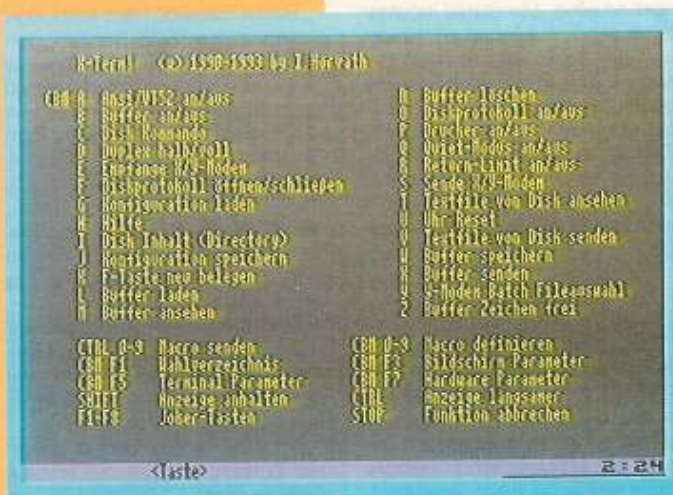 X-Term! (c) 1990-1993 by I.Horvath
CBM A Ansi/VT52 an/aus
B Buffer an/aus
C Disk Kommando
D Duplex halb/voll
E Empfange X/Y-Modem
F Diskprotokoll öffnen/schließen
G Konfiguration laden
H Hilfe
I Disk Inhalt (Directory)
J Konfiguration speichern
K F-Taste neu belegen
L Buffer laden
M Buffer ansehen
N Buffer löschen
O Diskprotokoll an/aus
P Drucker an/aus
Q Quiet-Modus an/aus
R Return-Limit an/aus
S Sende X/Y-Modem
T Textfile von Disk ansehen
U Uhr Reset
V Textfile von Disk senden
W Buffer speichern
X Buffer senden
Y Y-Modem Batch Fileauswahl
Z Buffer Zeichen frei
CTRL 0-9 Macro senden
CBM F1 Wahlverzeichnis
CBM F5 Terminal Parameter
SHIFT Anzeige anhalten
F1-F8 Joker-Tasten
CBM 0-9 Macro definieren
CBM F3 Bildschirm Parameter
CBM F7 Hardware Parameter
CTRL Anzeige langsamer
STOP Funktion abbrechen
<Taste>
2:24